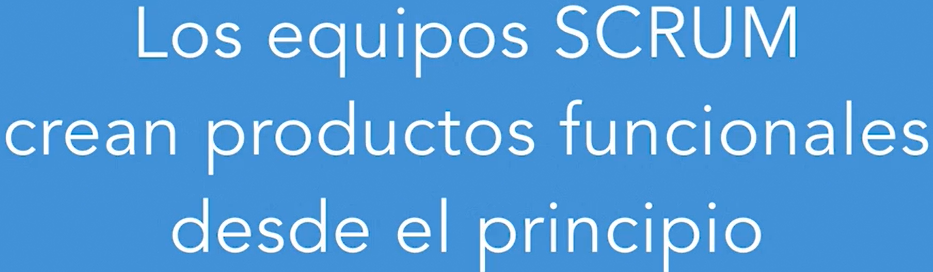 Los equipos SCRUM
crean productos funcionales
desde el principio